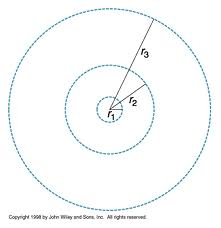 r3
r2
r1
Copyright 1998 by John Wiley and Sons, Inc. All rights reserved.